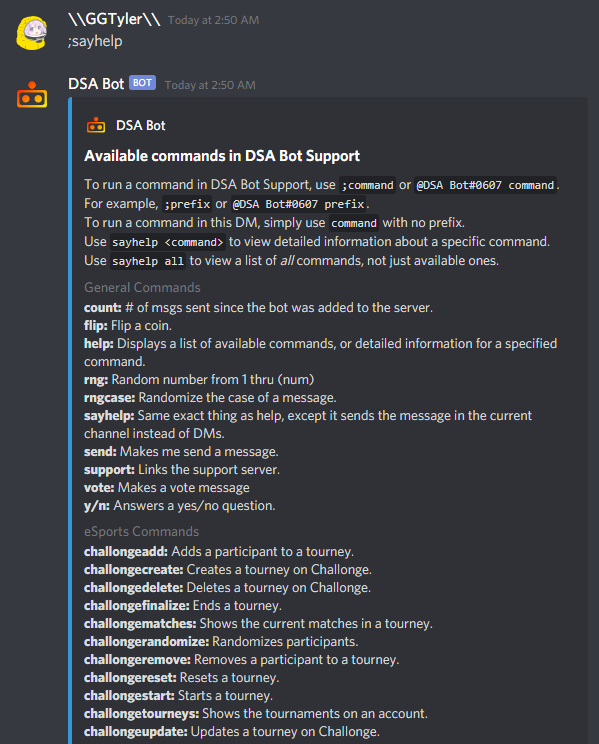 \\GGTyler\\ Today at 2:50 AM
;sayhelp
DSA Bot BOT Today at 2:50 AM
DSA Bot
Available commands in DSA Bot Support
To run a command in DSA Bot Support, use ;command or @DSA Bot#0607 command.
For example, ;prefix or @DSA Bot#0607 prefix.
To run a command in this DM, simply use command with no prefix.
Use sayhelp <command> to view detailed information about a specific command.
Use sayhelp all to view a list of all commands, not just available ones.
General Commands
count: # of msgs sent since the bot was added to the server.
flip: Flip a coin.
help: Displays a list of available commands, or detailed information for a specified
command.
rng: Random number from 1 thru (num)
rngcase: Randomize the case of a message.
sayhelp: Same exact thing as help, except it sends the message in the current
channel instead of DMs.
send: Makes me send a message.
support: Links the support server.
vote: Makes a vote message
y/n: Answers a yes/no question.
eSports Commands
challongeadd: Adds a participant to a tourney.
challongecreate: Creates a tourney on Challonge.
challongedelete: Deletes a tourney on Challonge.
challongefinalize: Ends a tourney.
challongematches: Shows the current matches in a tourney.
challongerandomize: Randomizes participants.
challongeremove: Removes a participant to a tourney.
challongereset: Resets a tourney.
challongestart: Starts a tourney.
challongetourneys: Shows the tournaments on an account.
challongeupdate: Updates a tourney on Challonge.